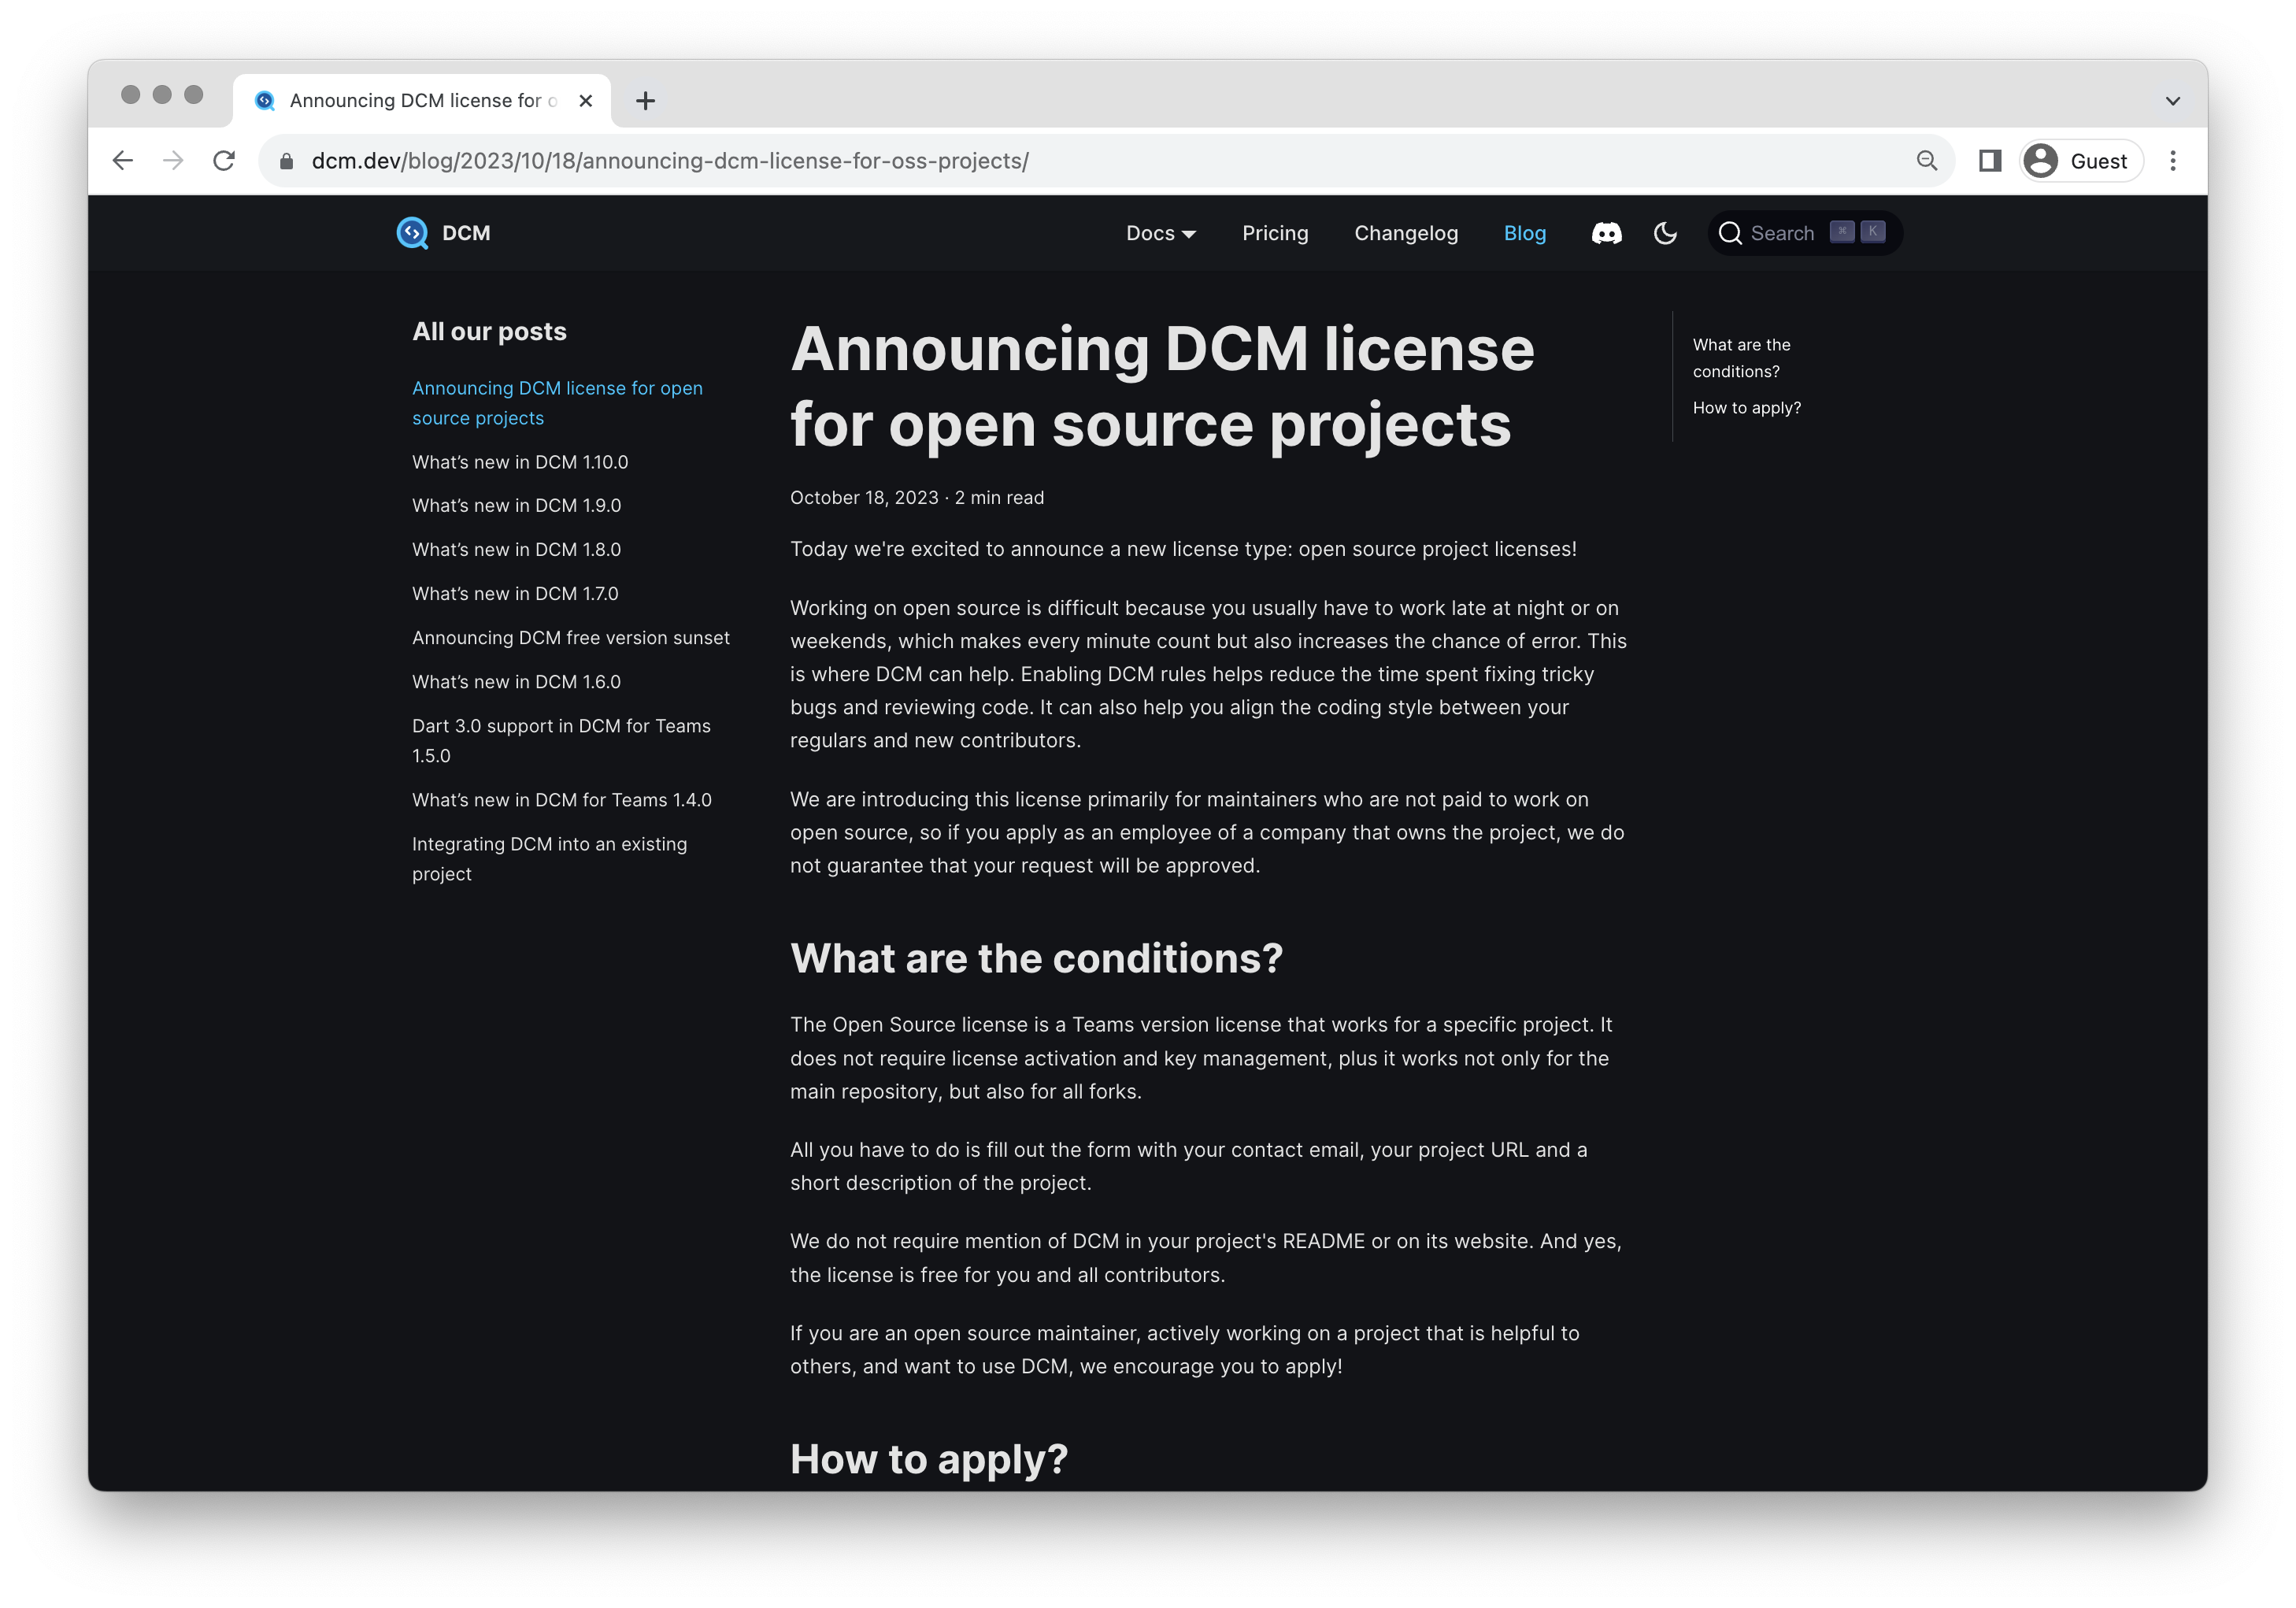 Announcing DCM license for o
dcm.dev/blog/2023/10/18/announcing-dcm-license-for-oss-projects/
Guest
DCM
Docs
Pricing
Changelog
Blog
Search
⌘ K
All our posts
Announcing DCM license for open
source projects
What’s new in DCM 1.10.0
What’s new in DCM 1.9.0
What’s new in DCM 1.8.0
What’s new in DCM 1.7.0
Announcing DCM free version sunset
What’s new in DCM 1.6.0
Dart 3.0 support in DCM for Teams
1.5.0
What’s new in DCM for Teams 1.4.0
Integrating DCM into an existing
project
Announcing DCM license
for open source projects
October 18, 2023 · 2 min read
Today we're excited to announce a new license type: open source project licenses!
Working on open source is difficult because you usually have to work late at night or on
weekends, which makes every minute count but also increases the chance of error. This
is where DCM can help. Enabling DCM rules helps reduce the time spent fixing tricky
bugs and reviewing code. It can also help you align the coding style between your
regulars and new contributors.
We are introducing this license primarily for maintainers who are not paid to work on
open source, so if you apply as an employee of a company that owns the project, we do
not guarantee that your request will be approved.
What are the conditions?
The Open Source license is a Teams version license that works for a specific project. It
does not require license activation and key management, plus it works not only for the
main repository, but also for all forks.
All you have to do is fill out the form with your contact email, your project URL and a
short description of the project.
We do not require mention of DCM in your project's README or on its website. And yes,
the license is free for you and all contributors.
If you are an open source maintainer, actively working on a project that is helpful to
others, and want to use DCM, we encourage you to apply!
How to apply?
What are the
conditions?
How to apply?